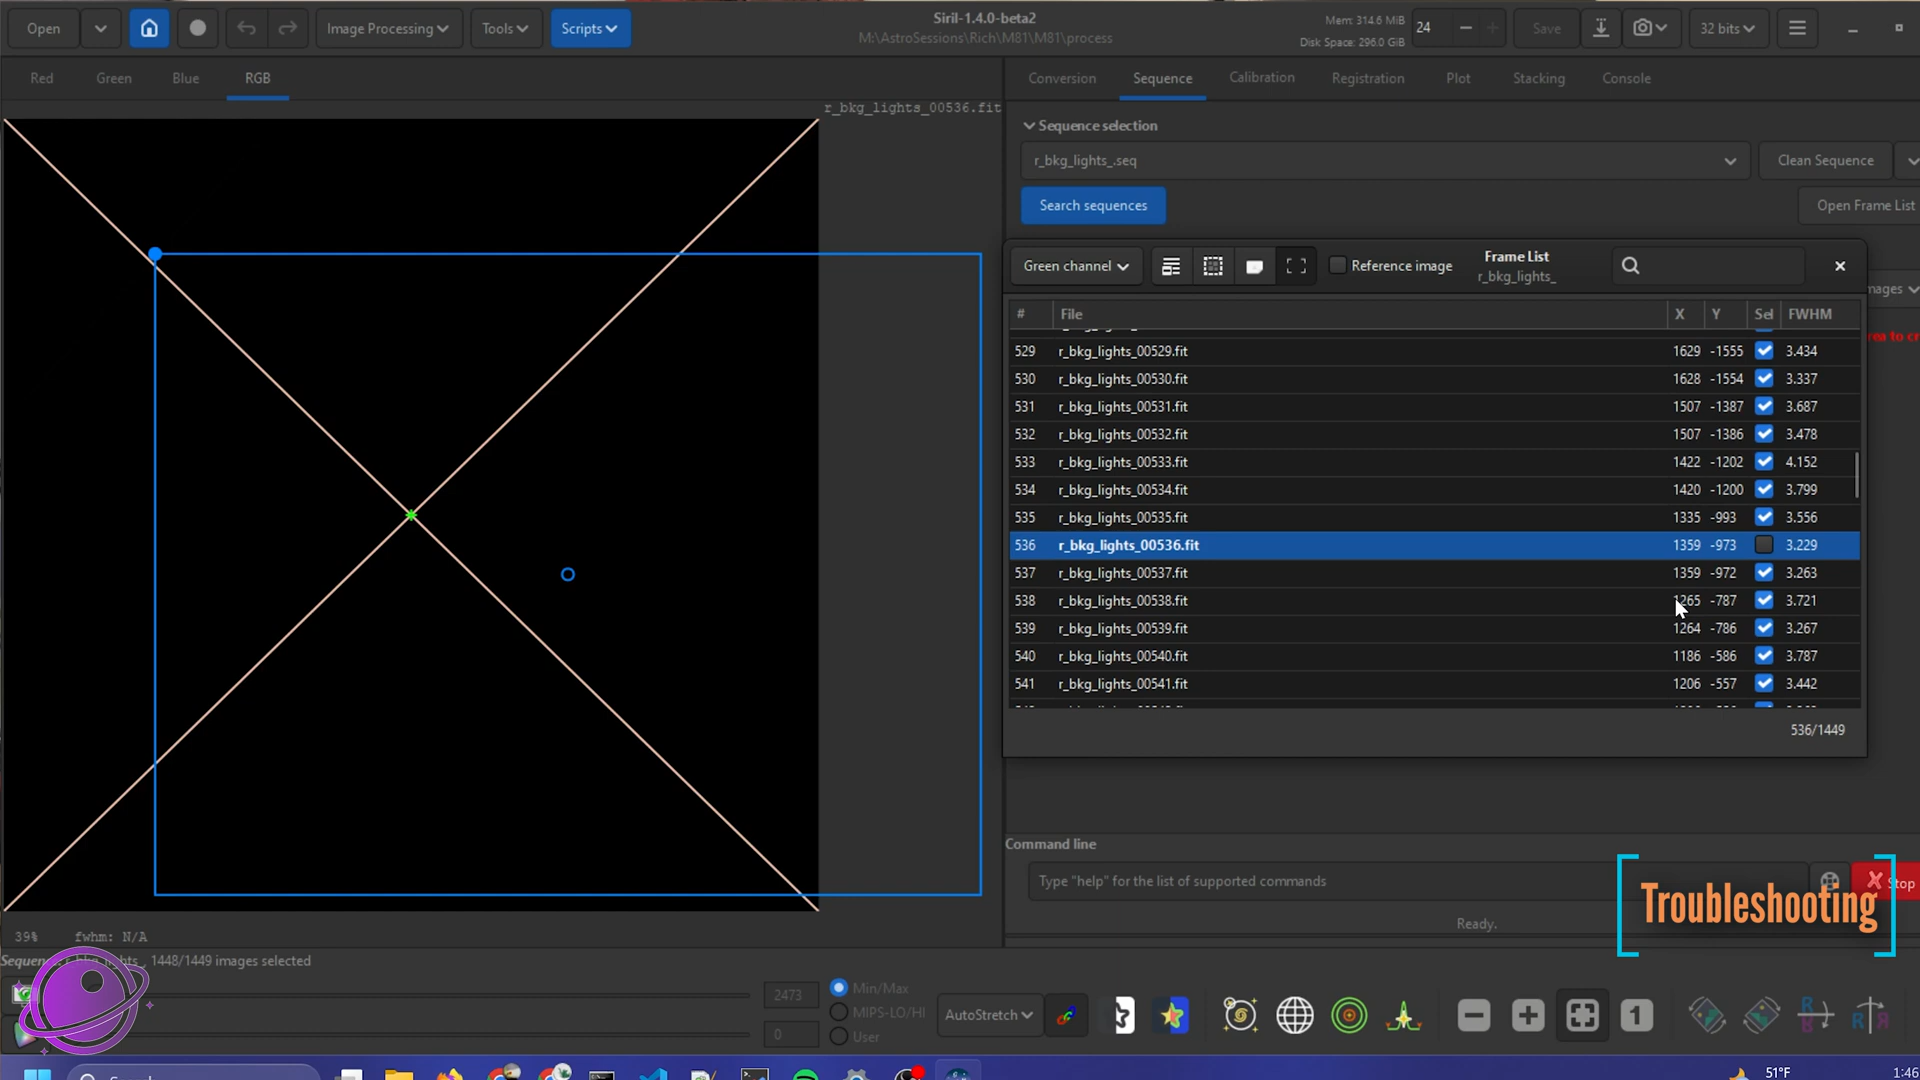 Open
Image Processing
Tools
Scripts
Siril-1.4.0-beta2
M:\AstroSessions\Rich\M81\M81\process
Mem: 314.6 MiB
Disk Space: 296.0 GiB
24
Save
32 bits
Red
Green
Blue
RGB
r_bkg_lights_00536.fit
Conversion
Sequence
Calibration
Registration
Plot
Stacking
Console
Sequence selection
r_bkg_lights_.seq
Clean Sequence
Search sequences
Open Frame List
Green channel
Reference image
Frame List
r_bkg_lights_
# File X Y Sel FWHM
529 r_bkg_lights_00529.fit 1629 -1555 3.434
530 r_bkg_lights_00530.fit 1628 -1554 3.337
531 r_bkg_lights_00531.fit 1507 -1387 3.687
532 r_bkg_lights_00532.fit 1507 -1386 3.478
533 r_bkg_lights_00533.fit 1422 -1202 4.152
534 r_bkg_lights_00534.fit 1420 -1200 3.799
535 r_bkg_lights_00535.fit 1335 -993 3.556
536 r_bkg_lights_00536.fit 1359 -973 3.229
537 r_bkg_lights_00537.fit 1359 -972 3.263
538 r_bkg_lights_00538.fit 1265 -787 3.721
539 r_bkg_lights_00539.fit 1264 -786 3.267
540 r_bkg_lights_00540.fit 1186 -586 3.787
541 r_bkg_lights_00541.fit 1206 -557 3.442
536/1449
Command line
Type "help" for the list of supported commands
Stop
Troubleshooting
Ready.
39%
fwhm: N/A
1448/1449 images selected
2473
0
Min/Max
MIPS-LO/HI
User
AutoStretch
1
51°F
1:46